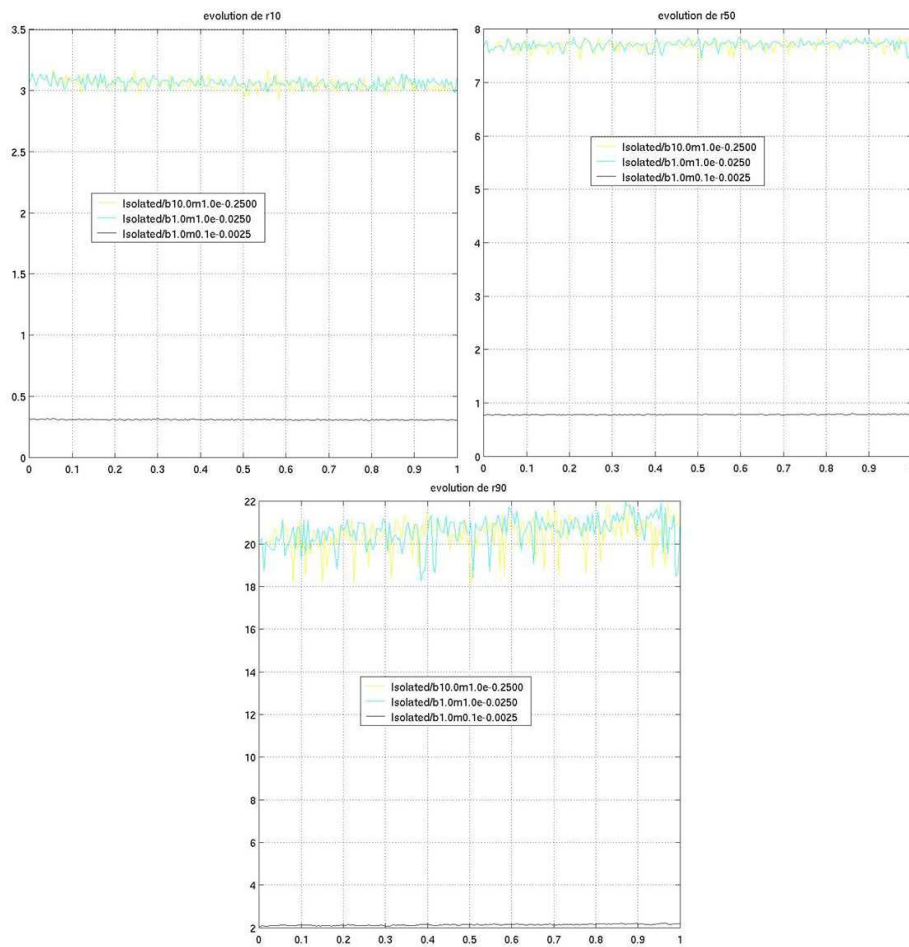 evolution de r10
3.5
3
2.5
2
1.5
1
0.5
0
Isolated/b10.0m1.0e-0.2500
Isolated/b1.0m1.0e-0.0250
Isolated/b1.0m0.1e-0.0025
0 0.1 0.2 0.3 0.4 0.5 0.6 0.7 0.8 0.9 1
evolution de r50
8
7
6
5
4
3
2
1
0
Isolated/b10.0m1.0e-0.2500
Isolated/b1.0m1.0e-0.0250
Isolated/b1.0m0.1e-0.0025
0 0.1 0.2 0.3 0.4 0.5 0.6 0.7 0.8 0.9
evolution de r90
22
20
18
16
14
12
10
8
6
4
2
Isolated/b10.0m1.0e-0.2500
Isolated/b1.0m1.0e-0.0250
Isolated/b1.0m0.1e-0.0025
0 0.1 0.2 0.3 0.4 0.5 0.6 0.7 0.8 0.9 1